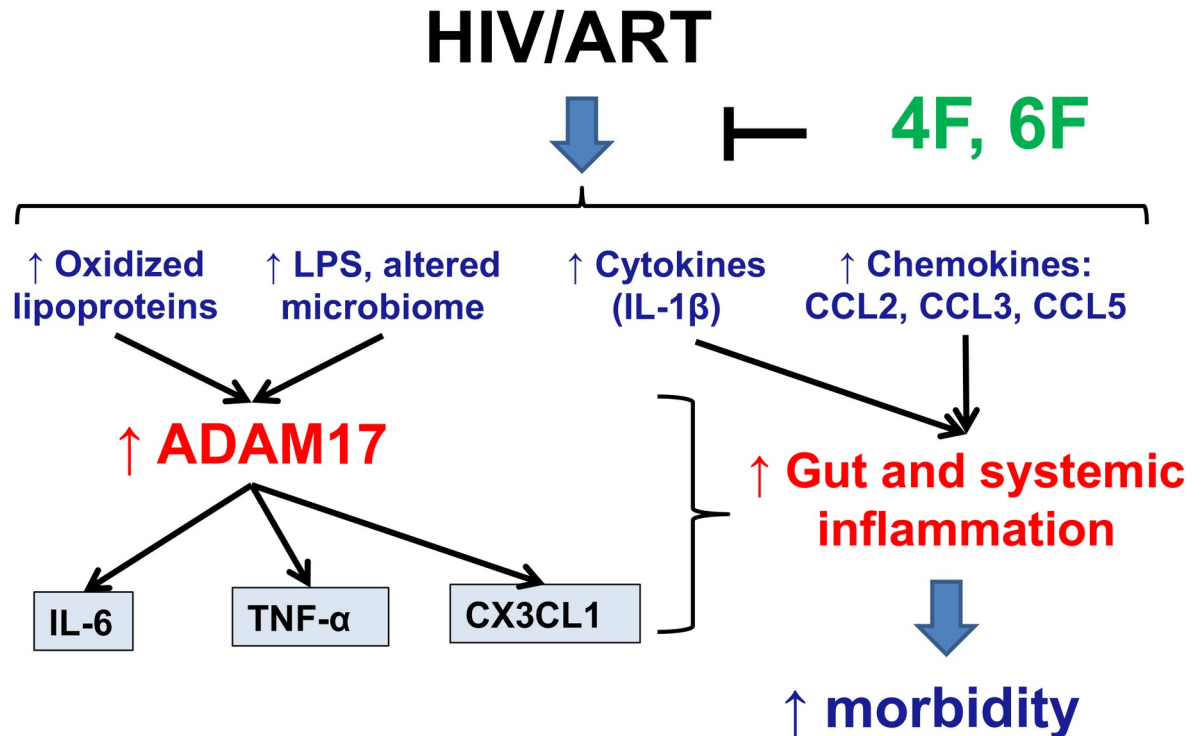 HIV/ART
4F, 6F
↑ Oxidized
lipoproteins
↑ LPS, altered
microbiome
↑ Cytokines
(IL-1β)
↑ Chemokines:
CCL2, CCL3, CCL5
↑ ADAM17
↑ Gut and systemic
inflammation
IL-6
TNF-α
CX3CL1
↑ morbidity